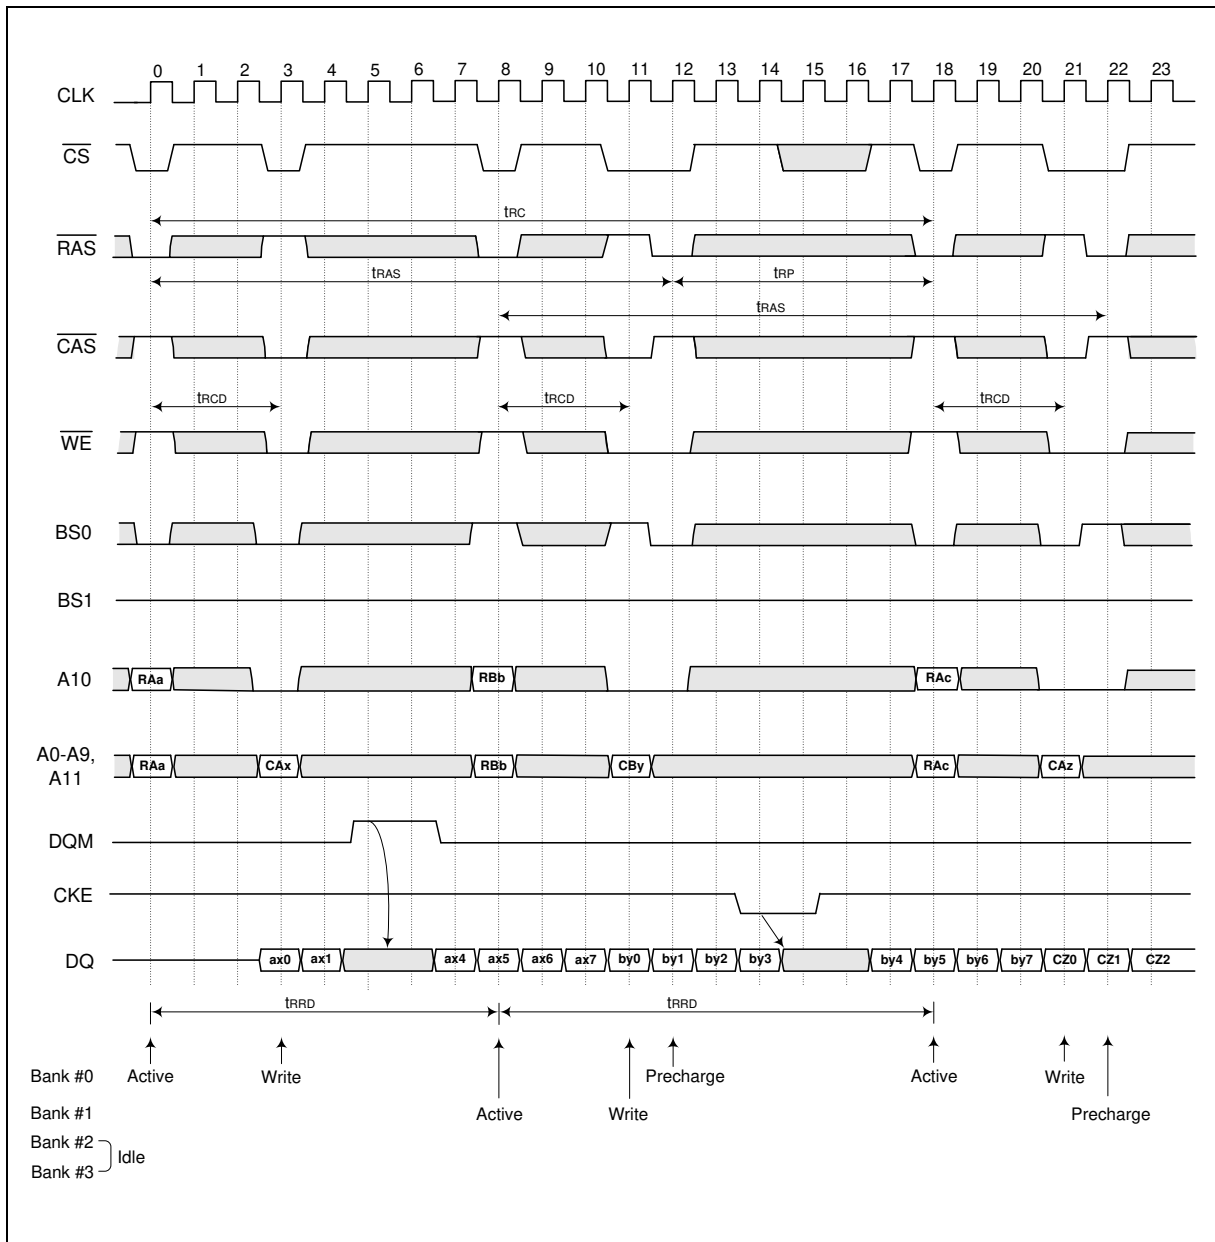 0 1 2 3 4 5 6 7 8 9 10 11 12 13 14 15 16 17 18 19 20 21 22 23
CLK
CS
tRC
RAS
tRAS tRP
tRAS
CAS
tRCD tRCD tRCD
WE
BS0
BS1
A10 RAa RBb RAc
A0-A9,
A11 RAa CAx RBb CBy RAc CAz
DQM
CKE
DQ ax0 ax1 ax4 ax5 ax6 ax7 by0 by1 by2 by3 by4 by5 by6 by7 CZ0 CZ1 CZ2
tRRD tRRD
Bank #0 Active Write Precharge Active Write
Bank #1 Active Write Precharge
Bank #2
Idle
Bank #3